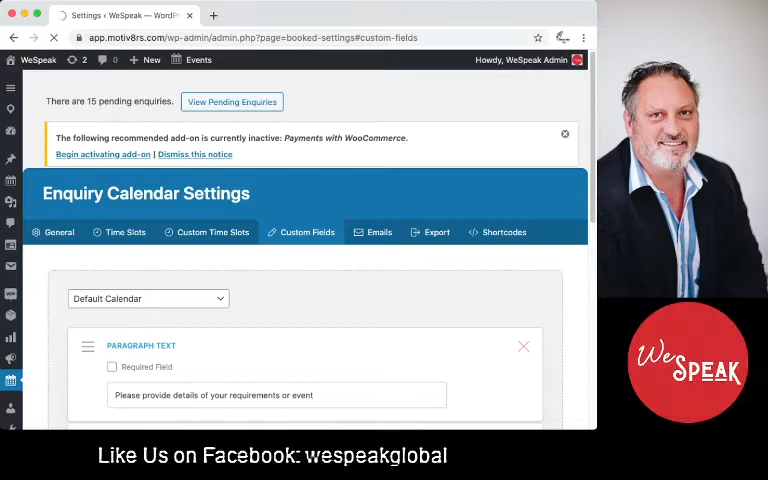 Settings ‹ WeSpeak — WordPr
app.motiv8rs.com/wp-admin/admin.php?page=booked-settings#custom-fields
WeSpeak 2 0 New Events Howdy, WeSpeak Admin
There are 15 pending enquiries. View Pending Enquiries
The following recommended add-on is currently inactive: Payments with WooCommerce.
Begin activating add-on | Dismiss this notice
Enquiry Calendar Settings
General Time Slots Custom Time Slots Custom Fields Emails Export Shortcodes
Default Calendar
PARAGRAPH TEXT
Required Field
Please provide details of your requirements or event
We
SPEAK
Like Us on Facebook: wespeakglobal